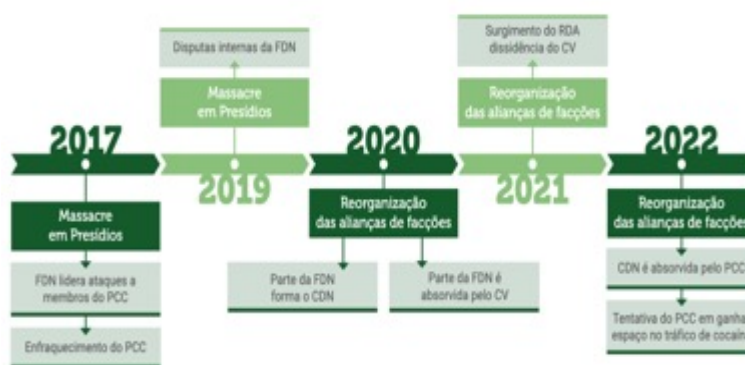 2017
Massacre
em Presídios
FDN lidera ataques a
membros do PCC
Enfraquecimento do PCC
Disputas internas da FDN
Massacre
em Presídios
2019
2020
Reorganização
das alianças de facções
Parte da FDN
forma o CDN
Parte da FDN é
absorvida pelo CV
Surgimento do RDA
dissidência do CV
Reorganização
das alianças de facções
2021
2022
Reorganização
das alianças de facções
CDN é absorvida pelo PCC
Tentativa do PCC em ganha
espaço no tráfico de cocaín